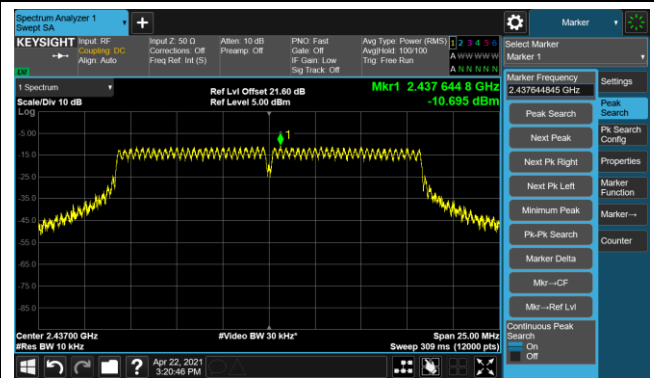 Spectrum Analyzer 1
Swept SA
Marker
KEYSIGHT
Input: RF
Coupling: DC
Align: Auto
Input Z: 50 Ω
Corrections: Off
Freq Ref: Int (S)
Atten: 10 dB
Preamp: Off
PNO: Fast
Gate: Off
IF Gain: Low
Sig Track: Off
Avg Type: Power (RMS)
Avg|Hold: 100/100
Trig: Free Run
1 2 3 4 5 6
A W W W W W
A N N N N N
LXI
Select Marker
Marker 1
1 Spectrum
Scale/Div 10 dB
Log
Ref Lvl Offset 21.60 dB
Ref Level 5.00 dBm
Mkr1 2.437 644 8 GHz
-10.695 dBm
1
-5.00
-15.0
-25.0
-35.0
-45.0
-55.0
-65.0
-75.0
-85.0
Center 2.43700 GHz
#Res BW 10 kHz
#Video BW 30 kHz*
Span 25.00 MHz
Sweep 309 ms (12000 pts)
Marker Frequency
2.437644845 GHz
Peak Search
Next Peak
Next Pk Right
Next Pk Left
Minimum Peak
Pk-Pk Search
Marker Delta
Mkr→CF
Mkr→Ref Lvl
Continuous Peak
Search
On
Off
Settings
Peak
Search
Pk Search
Config
Properties
Marker
Function
Marker→
Counter
?
Apr 22, 2021
3:20:46 PM